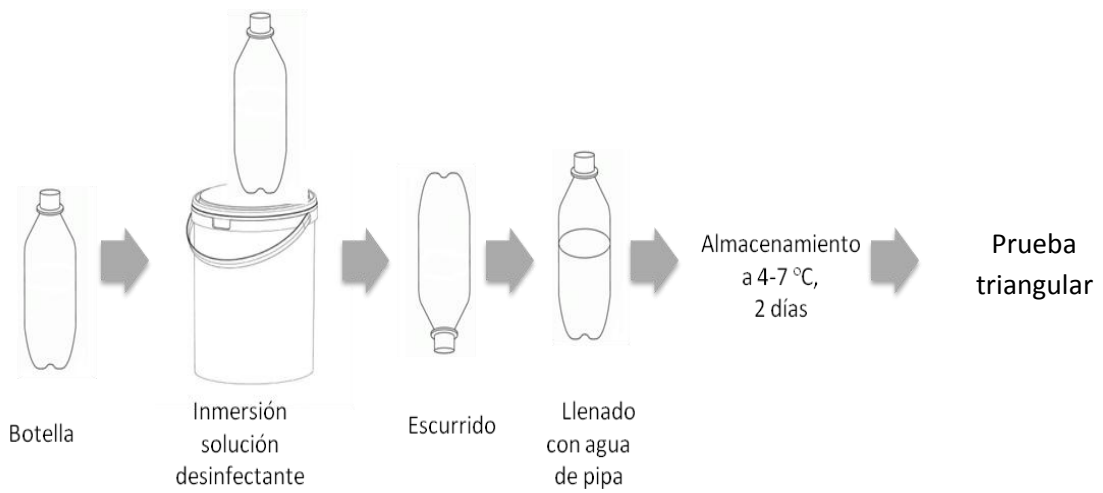 Botella
Inmersión
solución
desinfectante
Escurrido
Llenado
con agua
de pipa
Almacenamiento
a 4-7 °C,
2 días
Prueba
triangular